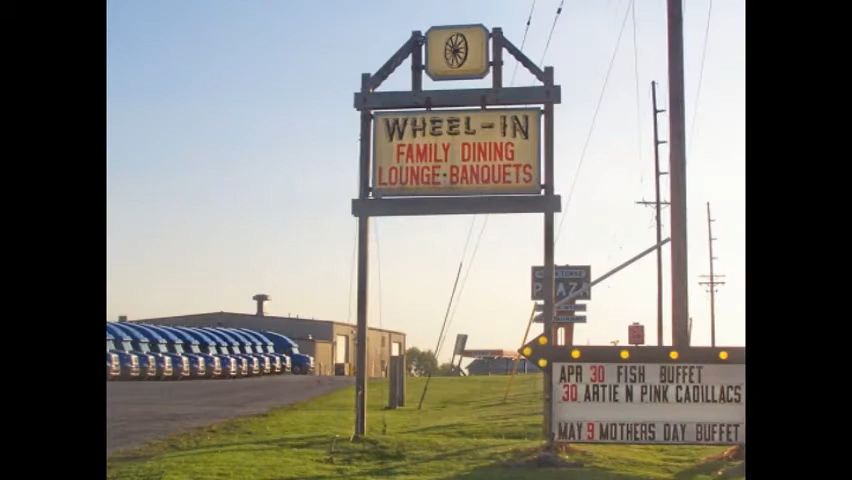 WHEEL-IN
FAMILY DINING
LOUNGE·BANQUETS
PLAZA
APR 30 FISH BUFFET
30 ARTIE N PINK CADILLACS
MAY 9 MOTHERS DAY BUFFET